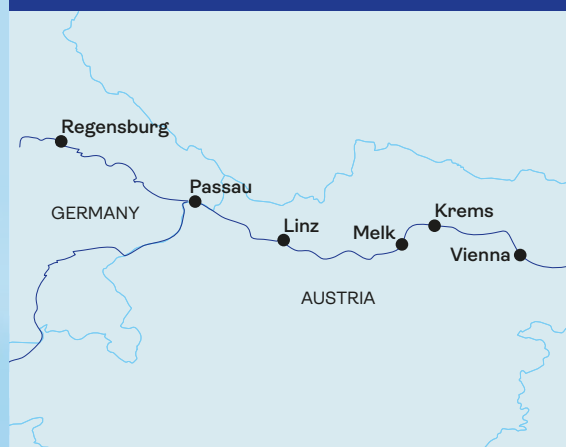 Regensburg
Passau
GERMANY
Krems
Linz
Melk
Vienna
AUSTRIA